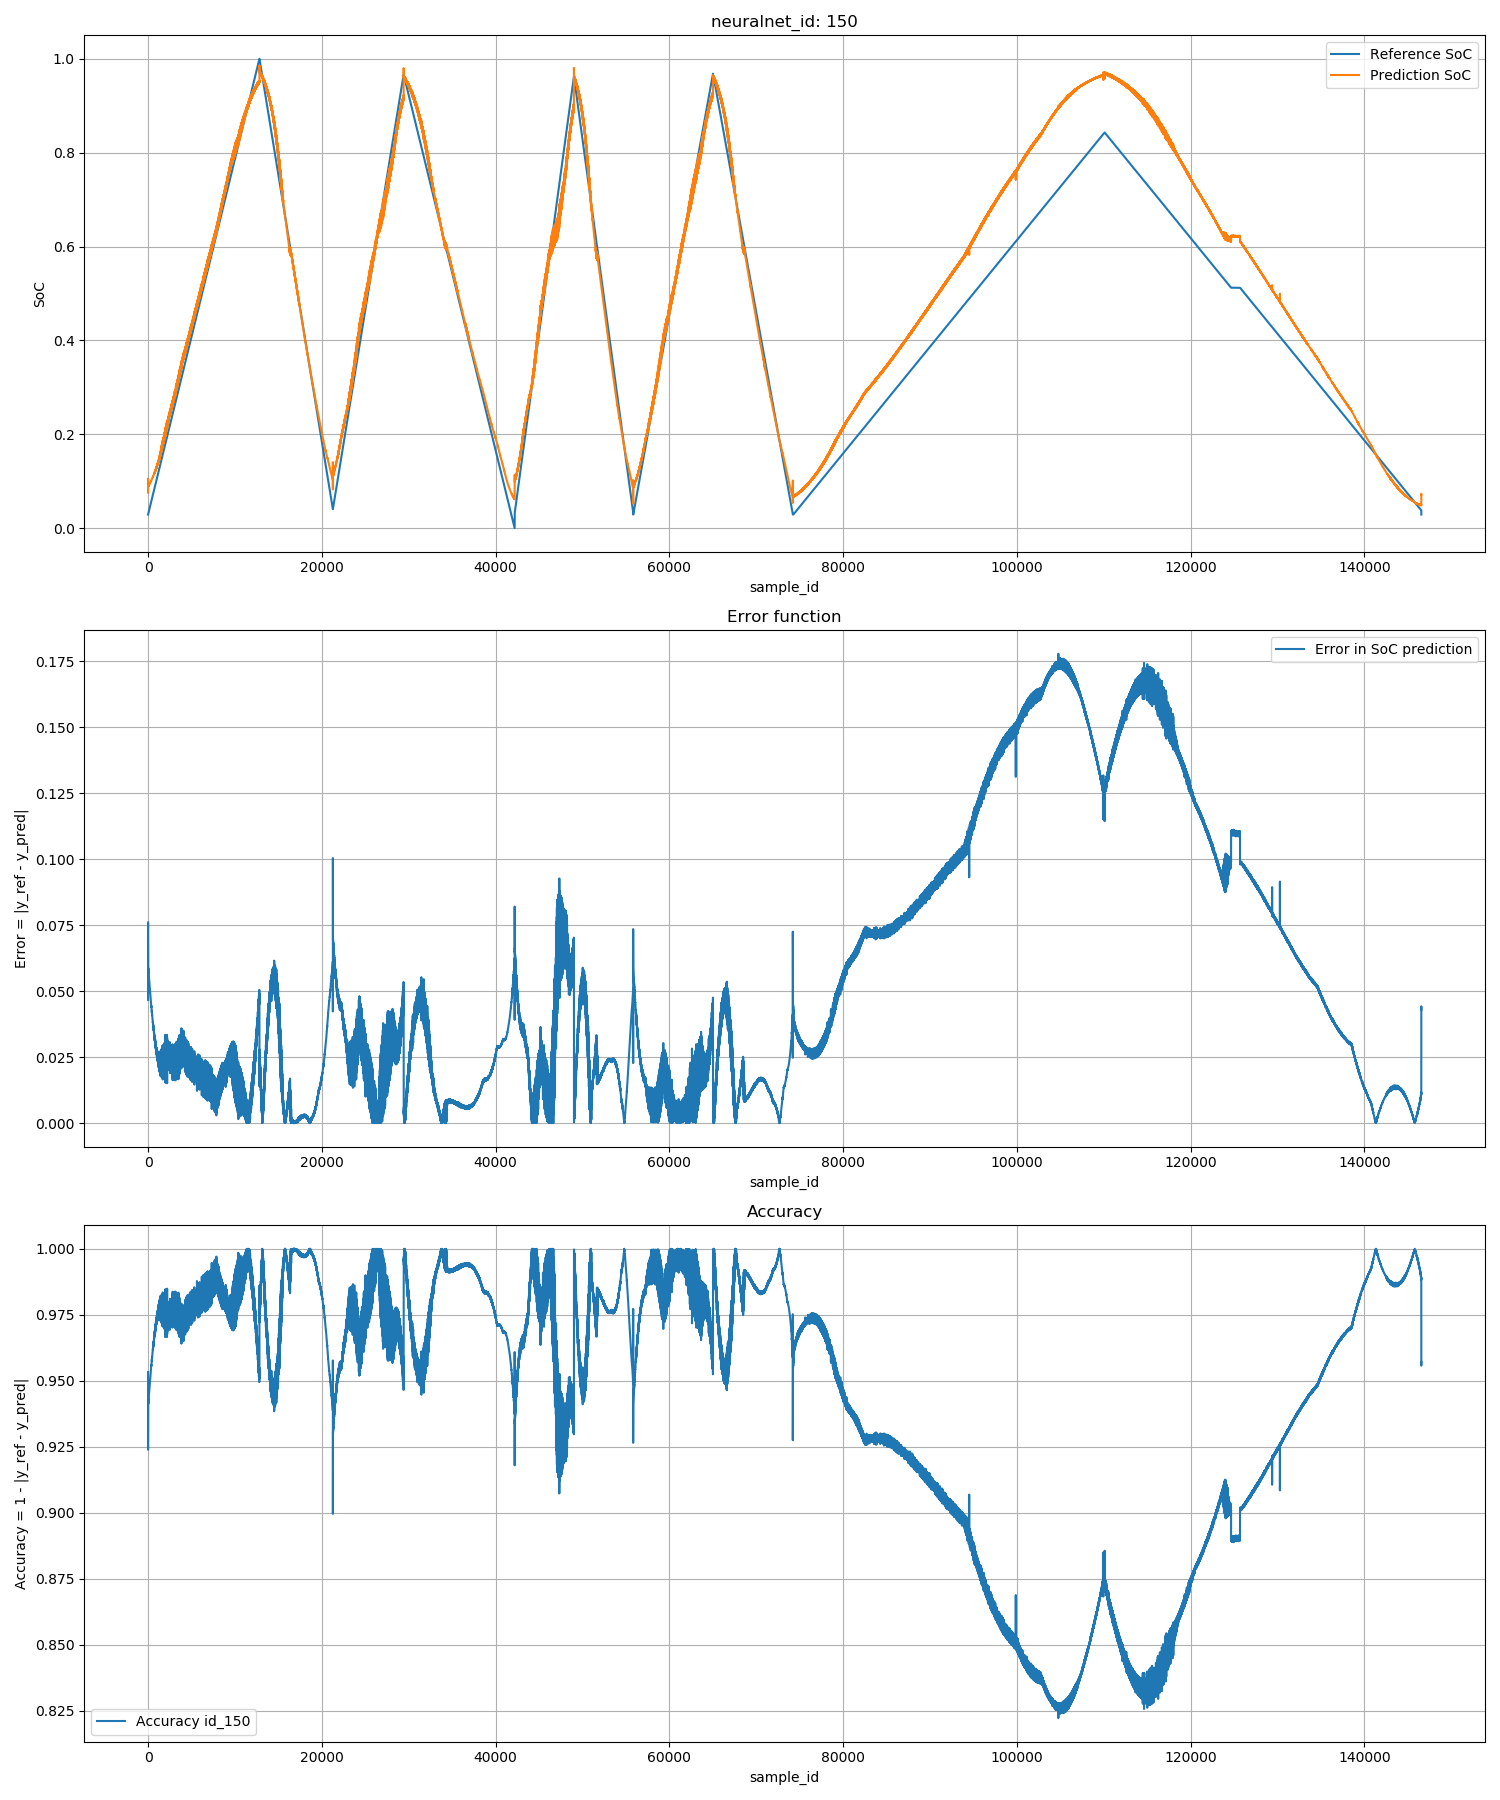 neuralnet_id: 150
Reference SoC
Prediction SoC
SoC
1.0
0.8
0.6
0.4
0.2
0.0
0 20000 40000 60000 80000 100000 120000 140000
sample_id
Error function
Error in SoC prediction
Error = |y_ref - y_pred|
0.175
0.150
0.125
0.100
0.075
0.050
0.025
0.000
0 20000 40000 60000 80000 100000 120000 140000
sample_id
Accuracy
Accuracy = 1 - |y_ref - y_pred|
1.000
0.975
0.950
0.925
0.900
0.875
0.850
0.825
Accuracy id_150
0 20000 40000 60000 80000 100000 120000 140000
sample_id